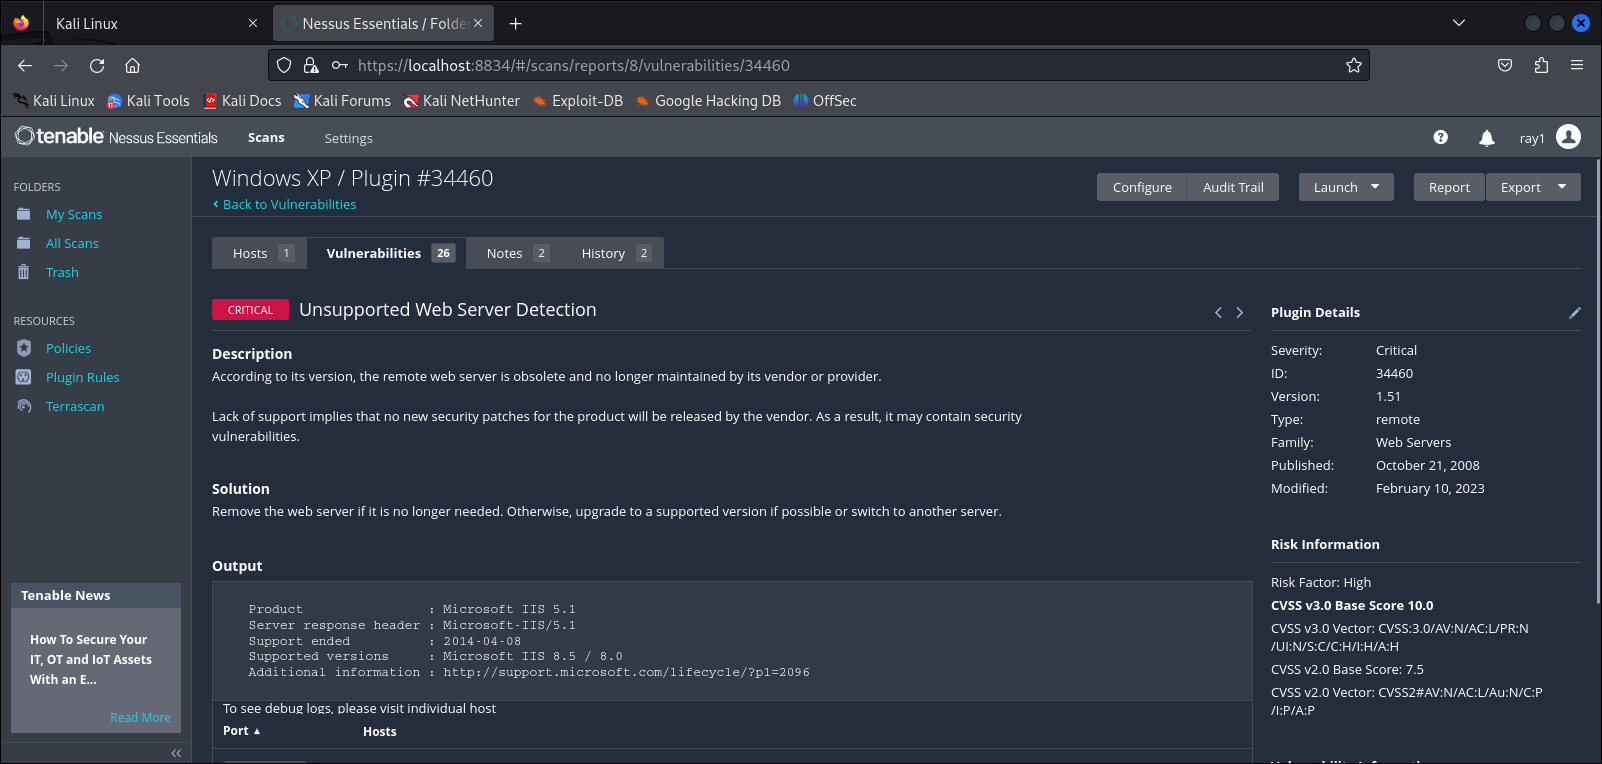 Kali Linux
Nessus Essentials / Folde
https://localhost:8834/#/scans/reports/8/vulnerabilities/34460
Kali Linux Kali Tools Kali Docs Kali Forums Kali NetHunter Exploit-DB Google Hacking DB OffSec
tenable Nessus Essentials Scans Settings ray1
FOLDERS
My Scans
All Scans
Trash
RESOURCES
Policies
Plugin Rules
Terrascan
Tenable News
How To Secure Your
IT, OT and IoT Assets
With an E...
Read More
Windows XP / Plugin #34460
Back to Vulnerabilities
Configure Audit Trail Launch Report Export
Hosts 1 Vulnerabilities 26 Notes 2 History 2
CRITICAL Unsupported Web Server Detection
Description
According to its version, the remote web server is obsolete and no longer maintained by its vendor or provider.
Lack of support implies that no new security patches for the product will be released by the vendor. As a result, it may contain security
vulnerabilities.
Solution
Remove the web server if it is no longer needed. Otherwise, upgrade to a supported version if possible or switch to another server.
Output
Product : Microsoft IIS 5.1
Server response header : Microsoft-IIS/5.1
Support ended : 2014-04-08
Supported versions : Microsoft IIS 8.5 / 8.0
Additional information : http://support.microsoft.com/lifecycle/?p1=2096
To see debug logs, please visit individual host
Port Hosts
Plugin Details
Severity: Critical
ID: 34460
Version: 1.51
Type: remote
Family: Web Servers
Published: October 21, 2008
Modified: February 10, 2023
Risk Information
Risk Factor: High
CVSS v3.0 Base Score 10.0
CVSS v3.0 Vector: CVSS:3.0/AV:N/AC:L/PR:N
/UI:N/S:C/C:H/I:H/A:H
CVSS v2.0 Base Score: 7.5
CVSS v2.0 Vector: CVSS2#AV:N/AC:L/Au:N/C:P
/I:P/A:P